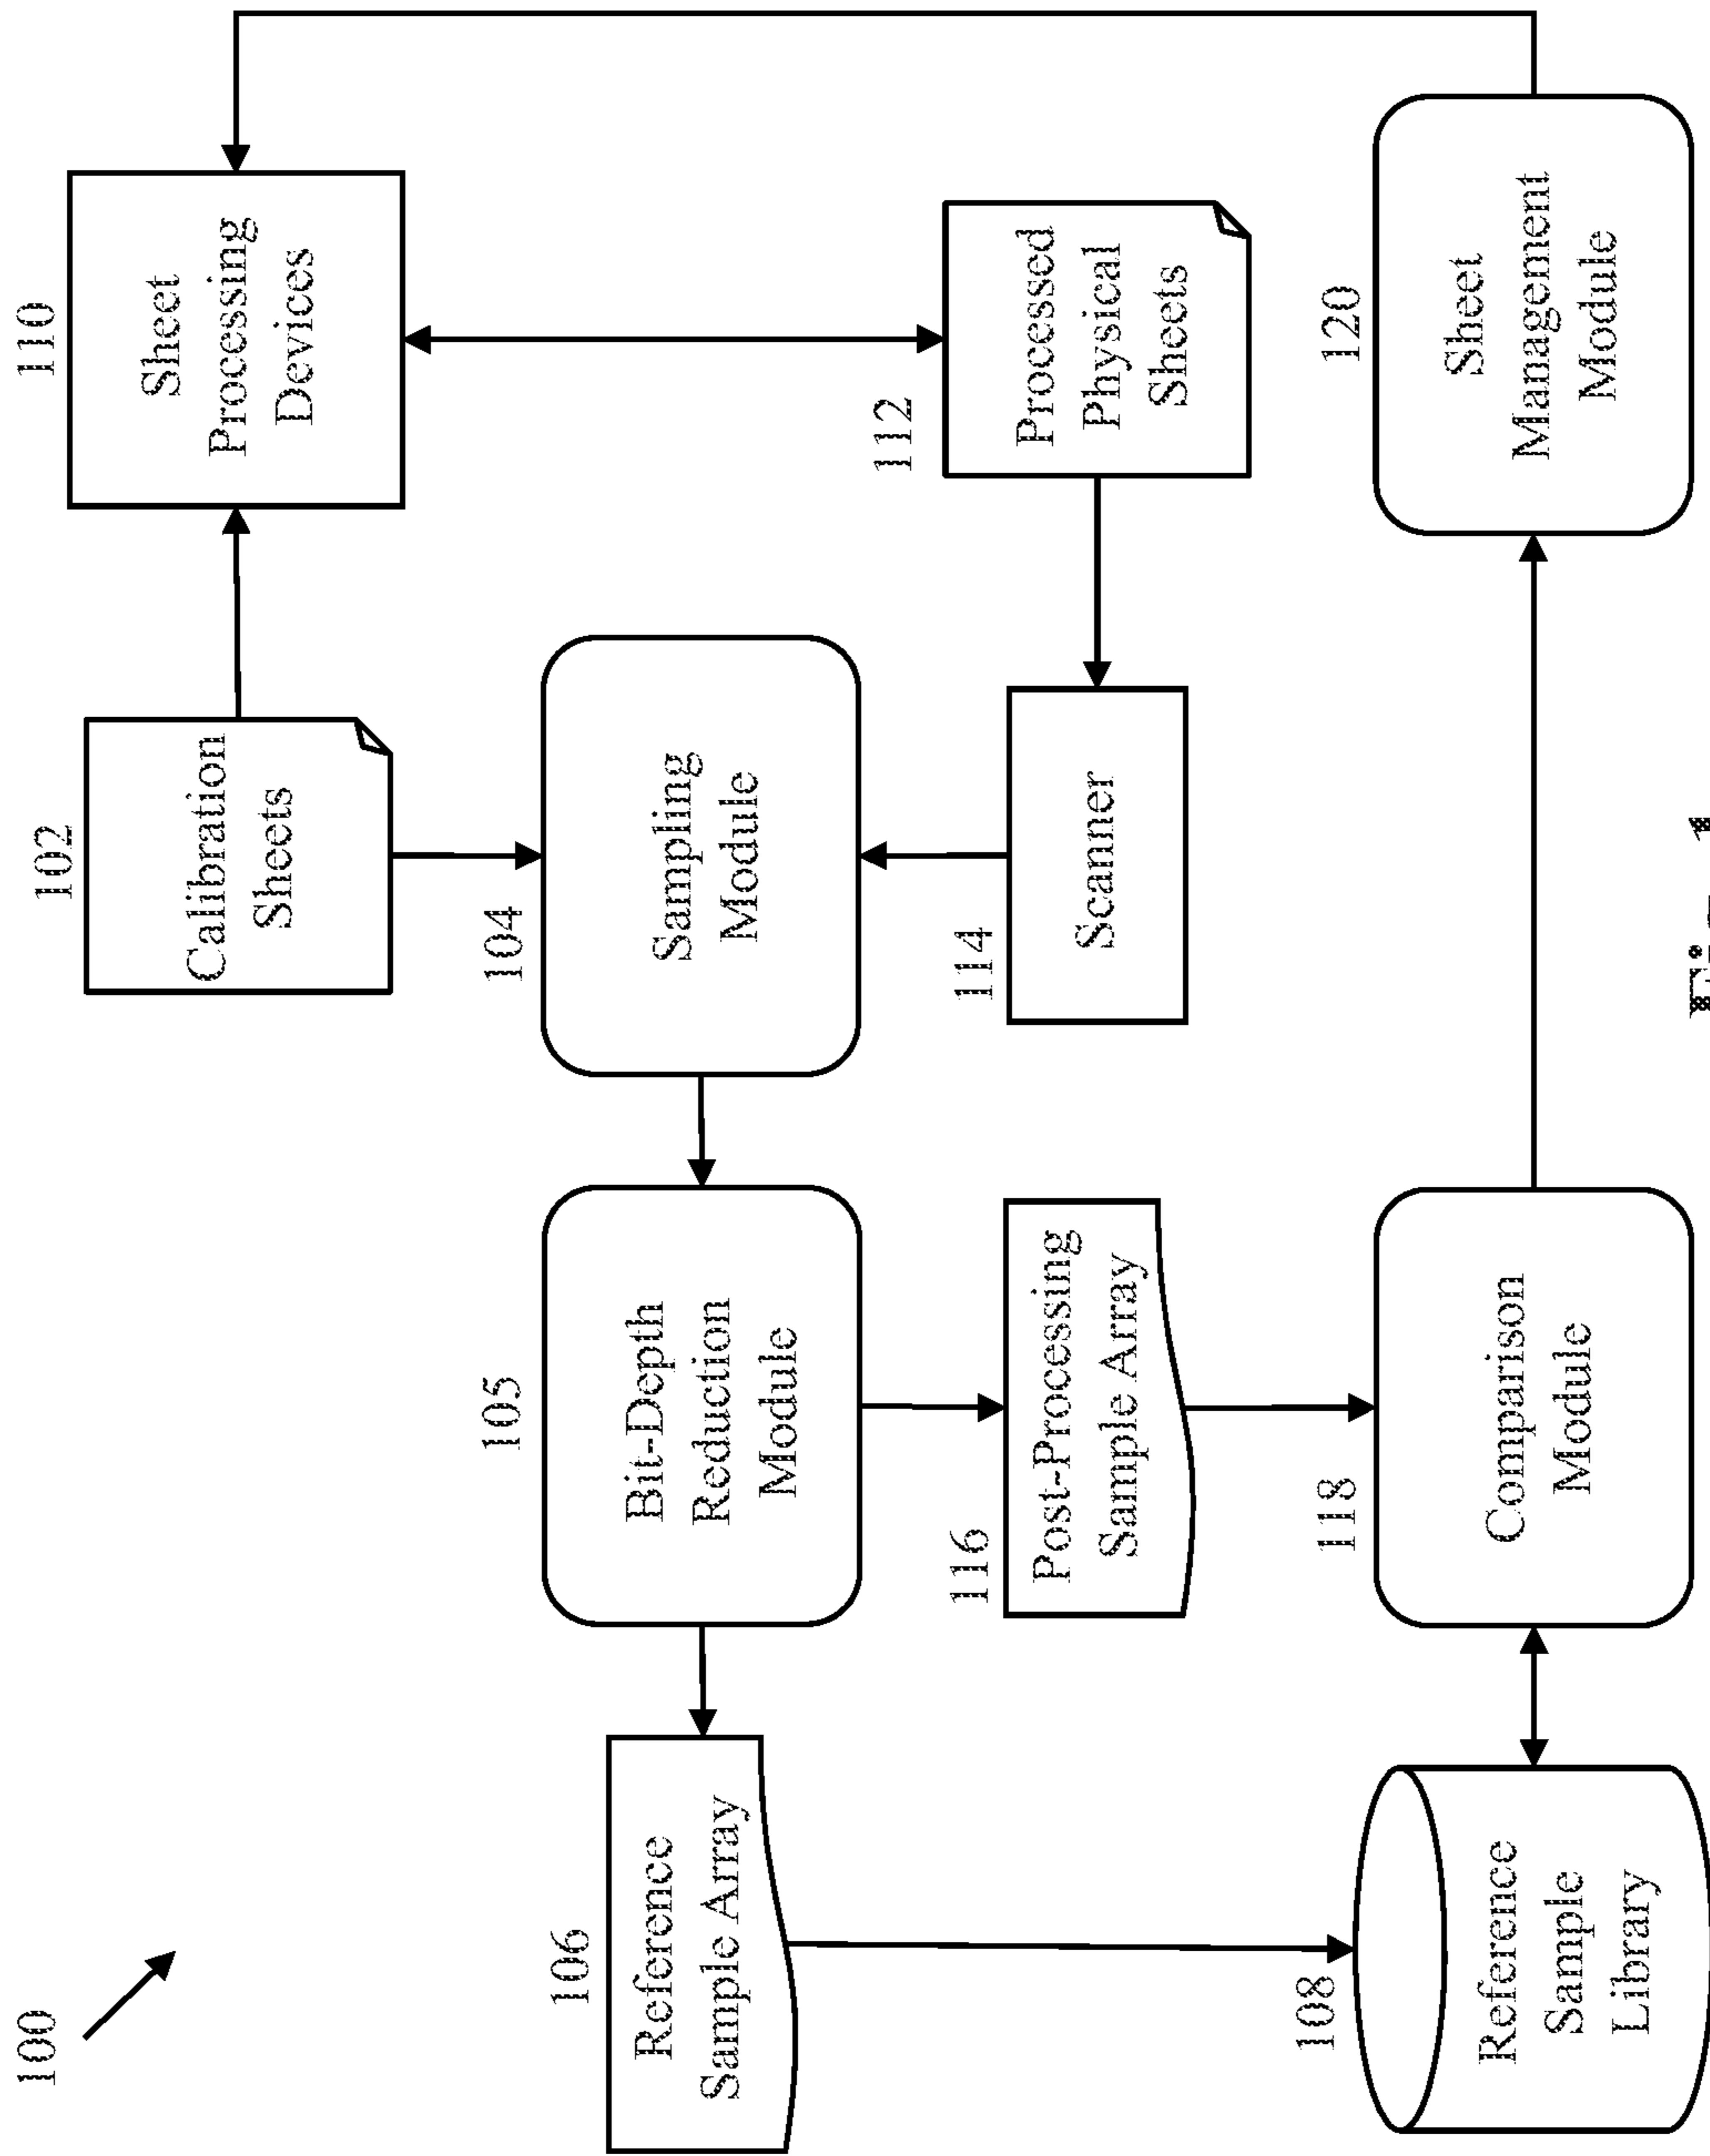 100
102
Calibration
Sheets
110
Sheet
Processing
Devices
106
Reference
Sample Array
105
Bit-Depth
Reduction
Module
104
Sampling
Module
116
Post-Processing
Sample Array
114
Scanner
112
Processed
Physical
Sheets
108
Reference
Sample
Library
118
Comparison
Module
120
Sheet
Management
Module
Fig. 1